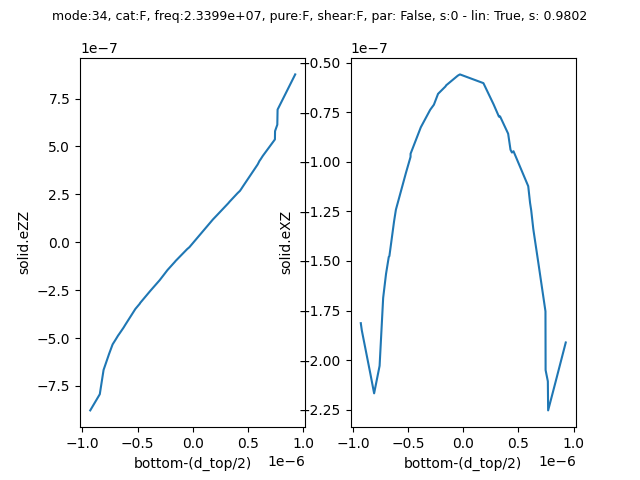 mode:34, cat:F, freq:2.3399e+07, pure:F, shear:F, par: False, s:0 - lin: True, s: 0.9802
1e−7
7.5
5.0
2.5
0.0
−2.5
−5.0
−7.5
solid.eZZ
−1.0
−0.5
0.0
0.5
1.0
bottom-(d_top/2)
1e−6
1e−7
−0.50
−0.75
−1.00
−1.25
−1.50
−1.75
−2.00
−2.25
solid.eXZ
−1.0
−0.5
0.0
0.5
1.0
bottom-(d_top/2)
1e−6